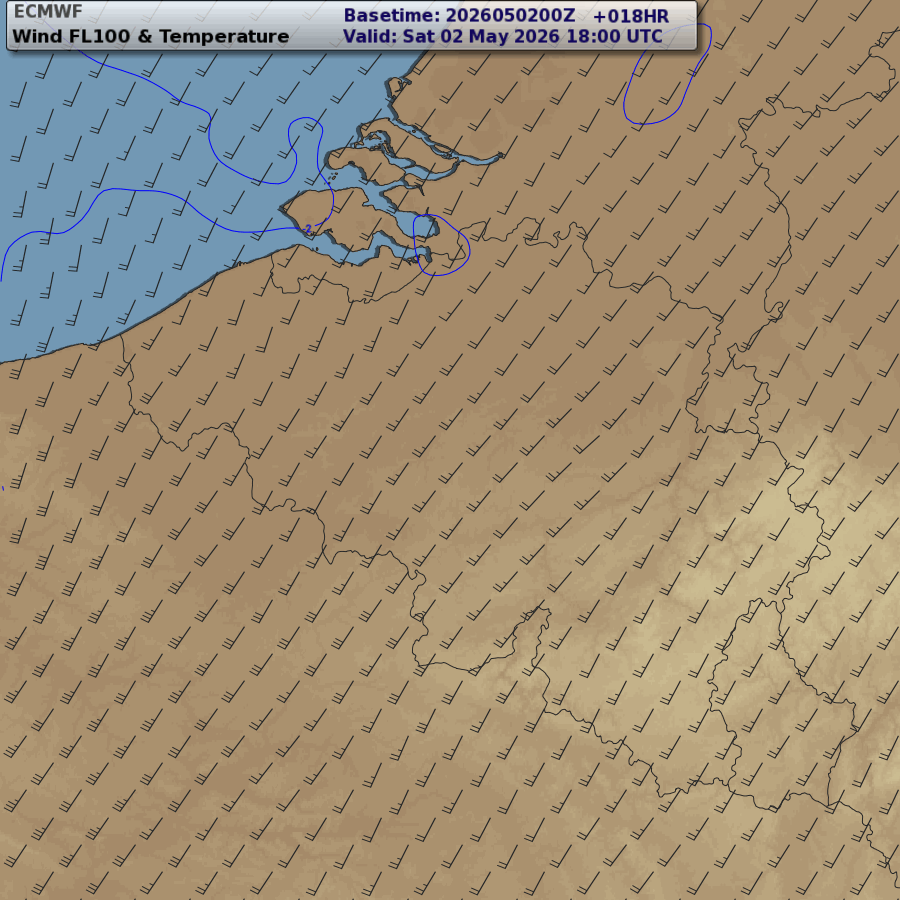 ECMWF
Basetime: 2026050200Z +018HR
Wind FL100 & Temperature
Valid: Sat 02 May 2026 18:00 UTC